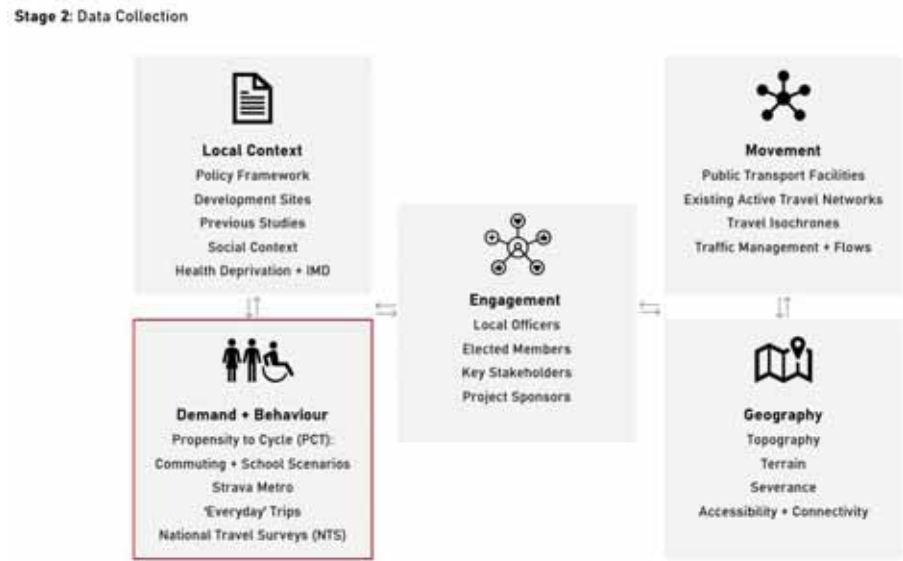 Stage 2: Data Collection
Local Context
Policy Framework
Development Sites
Previous Studies
Social Context
Health Deprivation + IMD
Movement
Public Transport Facilities
Existing Active Travel Networks
Travel Isochrones
Traffic Management + Flows
Engagement
Local Officers
Elected Members
Key Stakeholders
Project Sponsors
Demand + Behaviour
Propensity to Cycle (PCT):
Commuting + School Scenarios
Strava Metro
'Everyday' Trips
National Travel Surveys (NTS)
Geography
Topography
Terrain
Severance
Accessibility + Connectivity